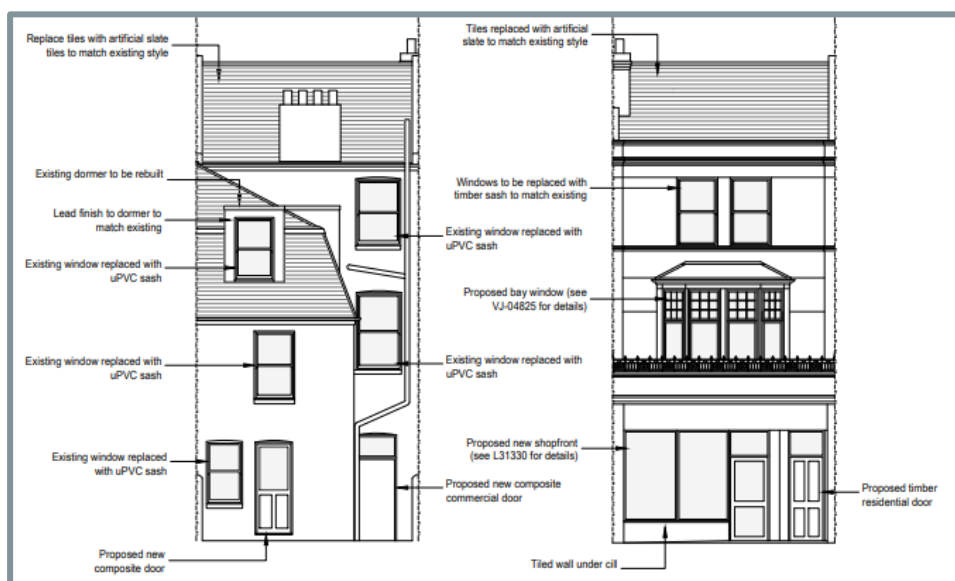 Replace tiles with artificial slate
tiles to match existing style
Existing dormer to be rebuilt
Lead finish to dormer to
match existing
Existing window replaced with
uPVC sash
Existing window replaced with
uPVC sash
Existing window replaced
with uPVC sash
Proposed new
composite door
Existing window replaced with
uPVC sash
Existing window replaced with
uPVC sash
Proposed new composite
commercial door
Tiles replaced with artificial
slate to match existing style
Windows to be replaced with
timber sash to match existing
Proposed bay window (see
VJ-04825 for details)
Proposed new shopfront
(see L31330 for details)
Proposed timber
residential door
Tiled wall under cill